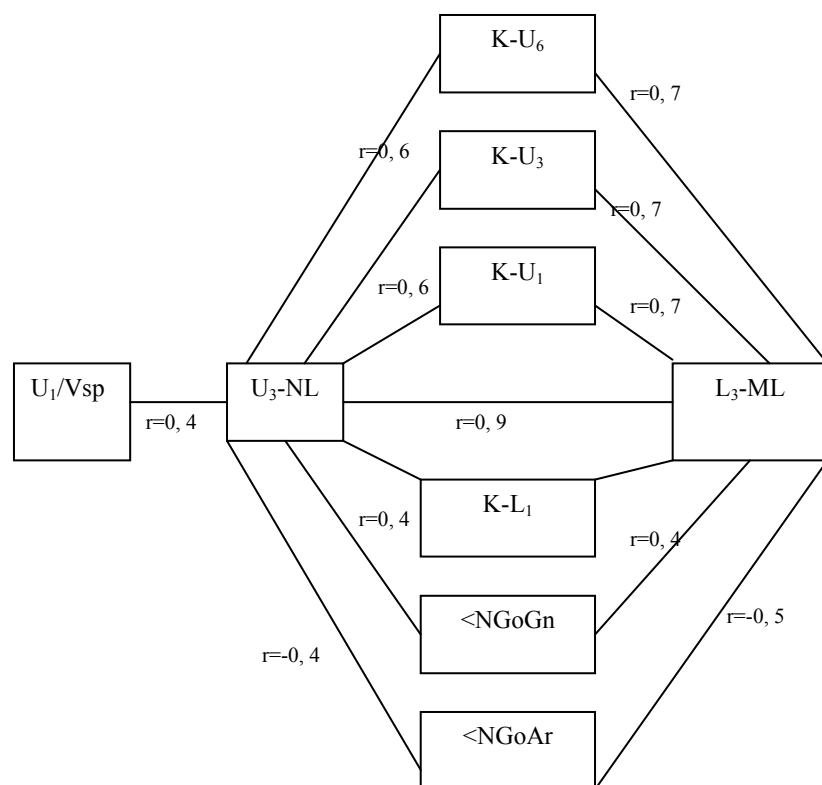 K-U₆
r=0, 7
r=0, 6
K-U₃
r=0, 7
K-U₁
r=0, 6
r=0, 7
U₁/Vsp
U₃-NL
L₃-ML
r=0, 4
r=0, 9
K-L₁
r=0, 4
r=0, 4
<NGoGn
r=-0, 5
r=-0, 4
<NGoAr